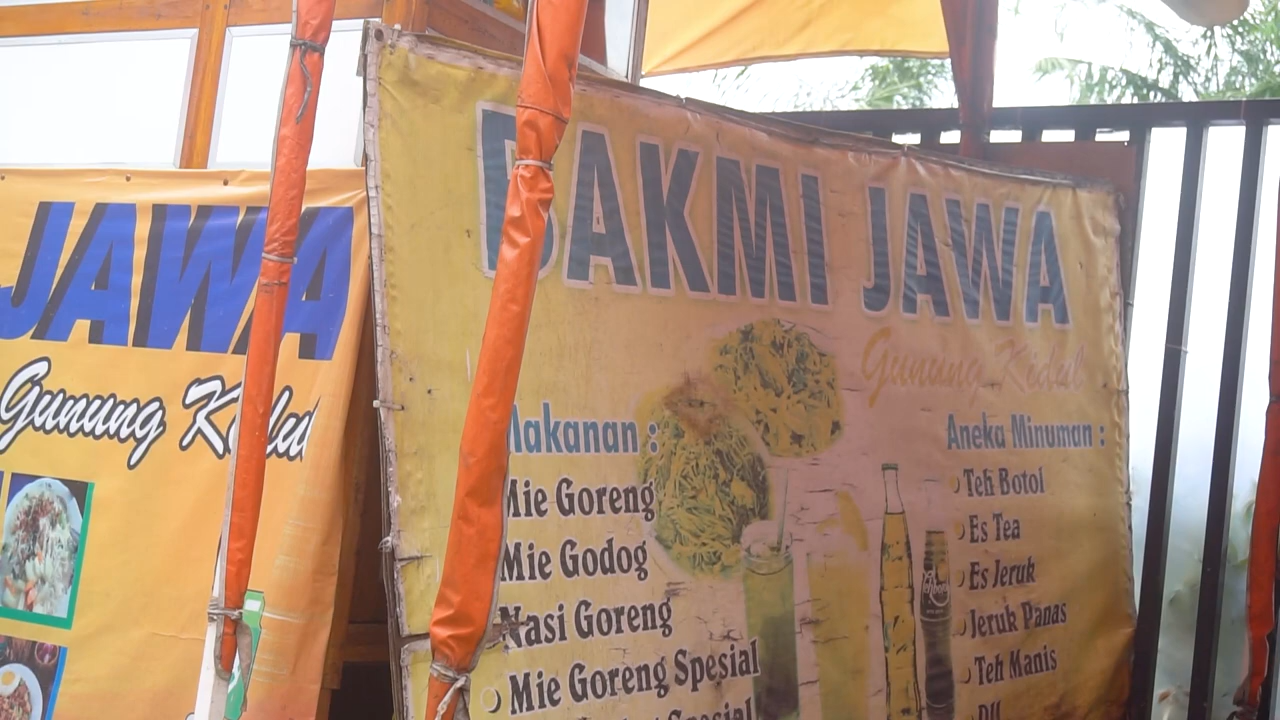 JAWA
Gunung Kidul
BAKMI JAWA
Gunung Kidul
Makanan :
Mie Goreng
Mie Godog
Nasi Goreng
Mie Goreng Spesial
Spesial
Aneka Minuman :
Teh Botol
Es Tea
Es Jeruk
Jeruk Panas
Teh Manis
Dll